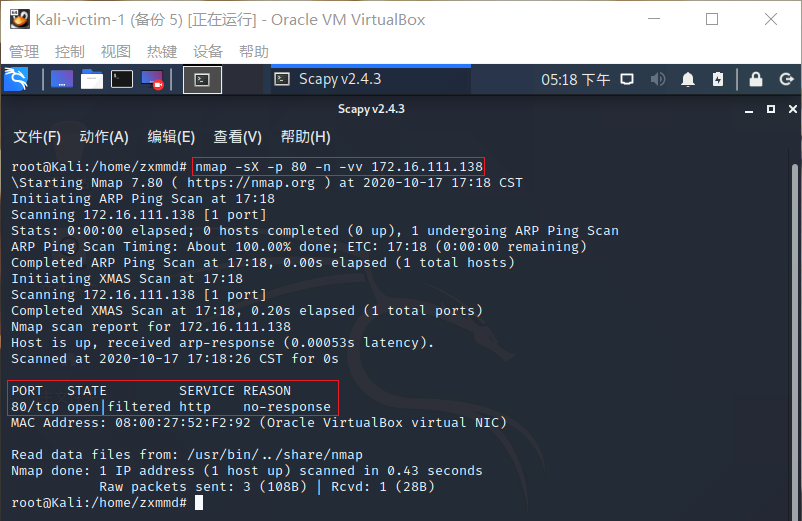 Kali-victim-1 (备份 5) [正在运行] - Oracle VM VirtualBox
管理 控制 视图 热键 设备 帮助
Scapy v2.4.3 05:18 下午
Scapy v2.4.3
文件(F) 动作(A) 编辑(E) 查看(V) 帮助(H)
root@Kali:/home/zxmmd# nmap -sX -p 80 -n -vv 172.16.111.138
\Starting Nmap 7.80 ( https://nmap.org ) at 2020-10-17 17:18 CST
Initiating ARP Ping Scan at 17:18
Scanning 172.16.111.138 [1 port]
Stats: 0:00:00 elapsed; 0 hosts completed (0 up), 1 undergoing ARP Ping Scan
ARP Ping Scan Timing: About 100.00% done; ETC: 17:18 (0:00:00 remaining)
Completed ARP Ping Scan at 17:18, 0.00s elapsed (1 total hosts)
Initiating XMAS Scan at 17:18
Scanning 172.16.111.138 [1 port]
Completed XMAS Scan at 17:18, 0.20s elapsed (1 total ports)
Nmap scan report for 172.16.111.138
Host is up, received arp-response (0.00053s latency).
Scanned at 2020-10-17 17:18:26 CST for 0s
PORT STATE SERVICE REASON
80/tcp open|filtered http no-response
MAC Address: 08:00:27:52:F2:92 (Oracle VirtualBox virtual NIC)
Read data files from: /usr/bin/../share/nmap
Nmap done: 1 IP address (1 host up) scanned in 0.43 seconds
Raw packets sent: 3 (108B) | Rcvd: 1 (28B)
root@Kali:/home/zxmmd#